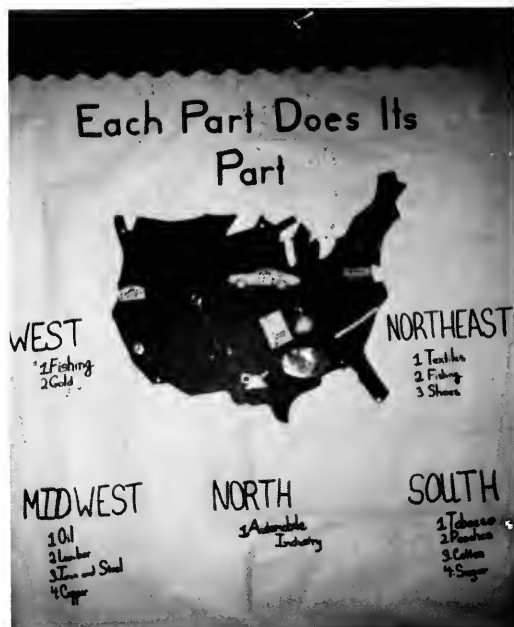 Each Part Does Its
Part
WEST
1 Fishing
2 Gold
NORTHEAST
1 Textiles
2 Fishing
3 Shoes
MIDWEST
1 Oil
2 Lumber
3 Iron and Steel
4 Copper
NORTH
1 Automobile
Industry
SOUTH
1 Tobacco
2 Peaches
3 Cotton
4 Sugar